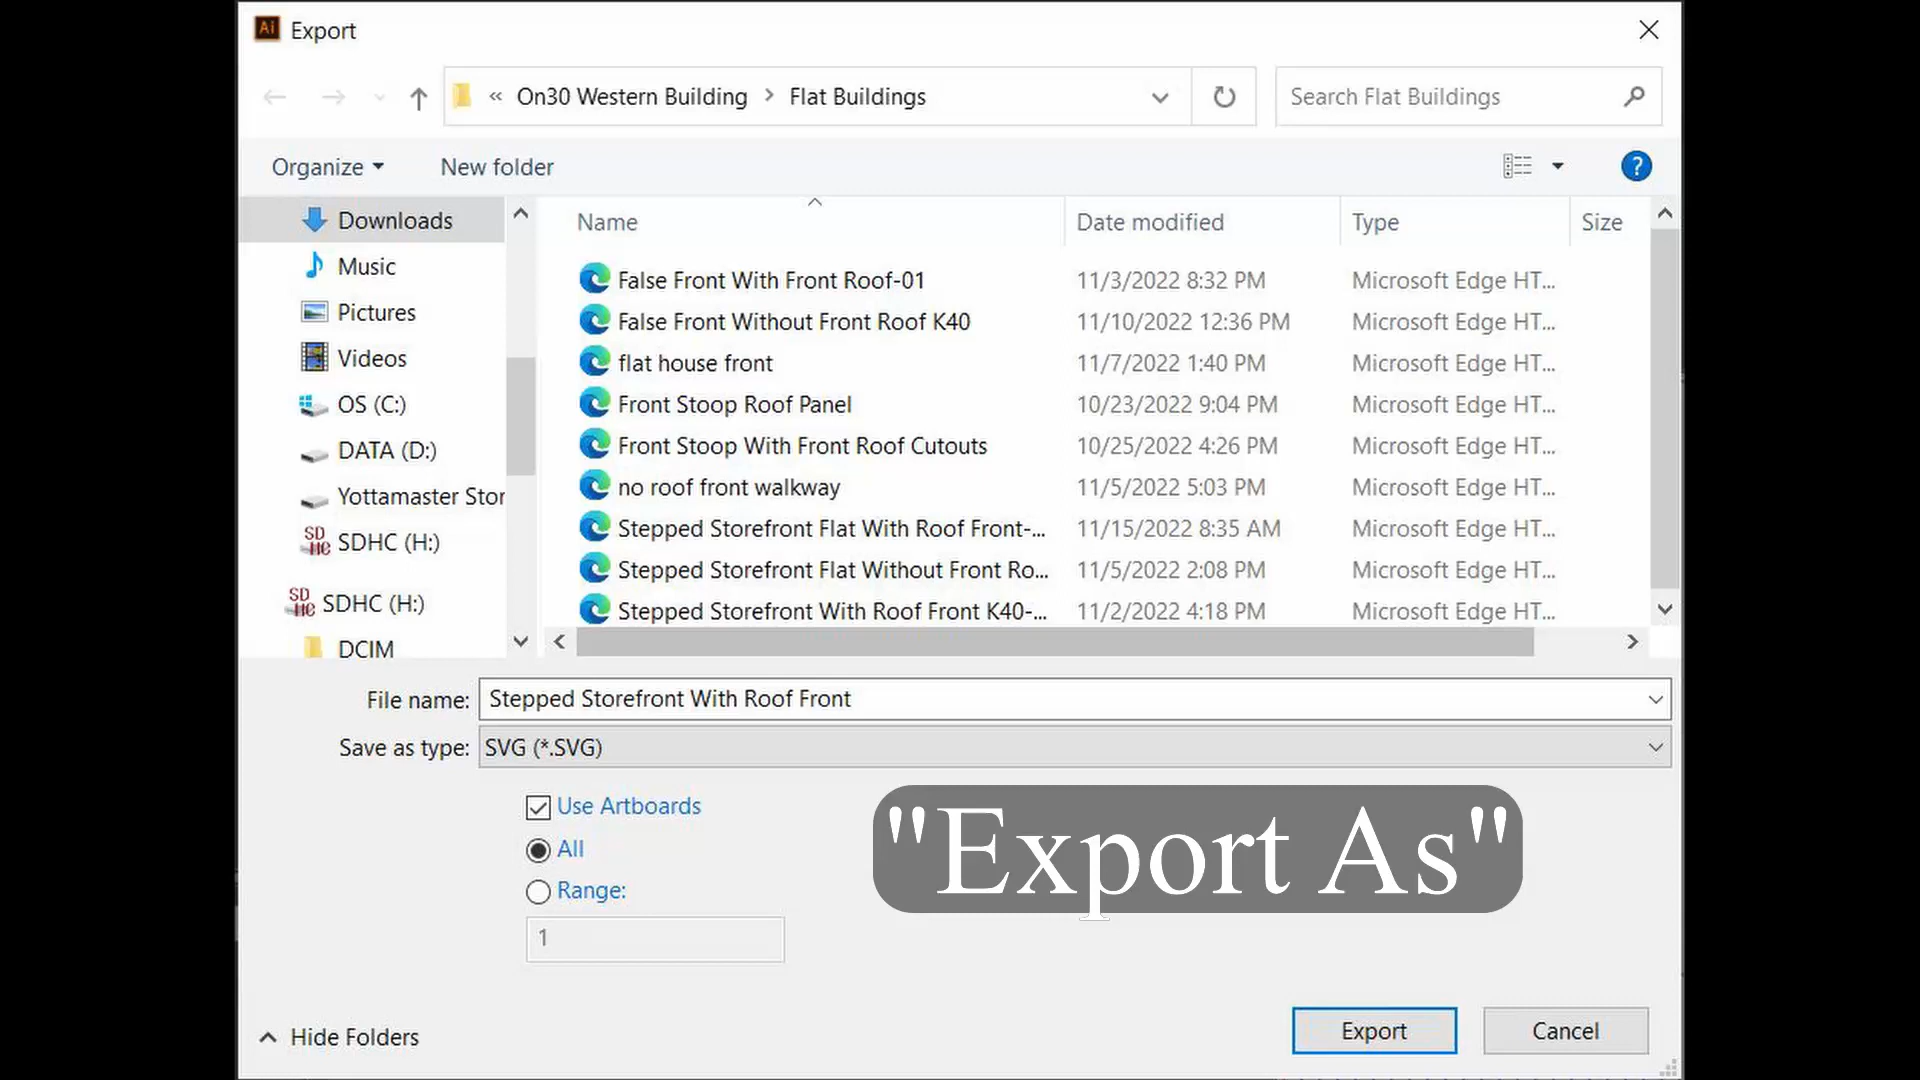 Ai Export
« On30 Western Building > Flat Buildings
Search Flat Buildings
Organize New folder ?
Downloads
Music
Pictures
Videos
OS (C:)
DATA (D:)
Yottamaster Stor
SD HC SDHC (H:)
SD HC SDHC (H:)
DCIM
Name Date modified Type Size
False Front With Front Roof-01 11/3/2022 8:32 PM Microsoft Edge HT...
False Front Without Front Roof K40 11/10/2022 12:36 PM Microsoft Edge HT...
flat house front 11/7/2022 1:40 PM Microsoft Edge HT...
Front Stoop Roof Panel 10/23/2022 9:04 PM Microsoft Edge HT...
Front Stoop With Front Roof Cutouts 10/25/2022 4:26 PM Microsoft Edge HT...
no roof front walkway 11/5/2022 5:03 PM Microsoft Edge HT...
Stepped Storefront Flat With Roof Front-... 11/15/2022 8:35 AM Microsoft Edge HT...
Stepped Storefront Flat Without Front Ro... 11/5/2022 2:08 PM Microsoft Edge HT...
Stepped Storefront With Roof Front K40-... 11/2/2022 4:18 PM Microsoft Edge HT...
File name: Stepped Storefront With Roof Front
Save as type: SVG (*.SVG)
Use Artboards
All
Range:
1
"Export As"
Hide Folders
Export Cancel